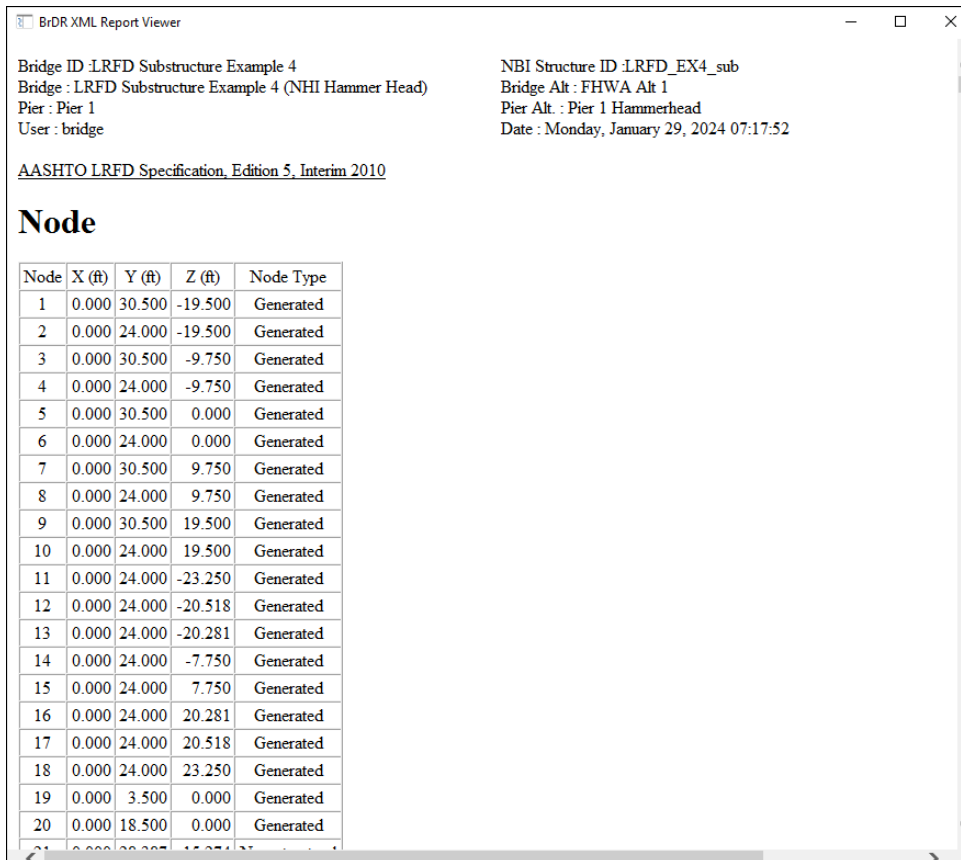 BrDR XML Report Viewer
Bridge ID :LRFD Substructure Example 4 NBI Structure ID :LRFD_EX4_sub
Bridge : LRFD Substructure Example 4 (NHI Hammer Head) Bridge Alt : FHWA Alt 1
Pier : Pier 1 Pier Alt. : Pier 1 Hammerhead
User : bridge Date : Monday, January 29, 2024 07:17:52
AASHTO LRFD Specification, Edition 5, Interim 2010
Node
Node X (ft) Y (ft) Z (ft) Node Type
1 0.000 30.500 -19.500 Generated
2 0.000 24.000 -19.500 Generated
3 0.000 30.500 -9.750 Generated
4 0.000 24.000 -9.750 Generated
5 0.000 30.500 0.000 Generated
6 0.000 24.000 0.000 Generated
7 0.000 30.500 9.750 Generated
8 0.000 24.000 9.750 Generated
9 0.000 30.500 19.500 Generated
10 0.000 24.000 19.500 Generated
11 0.000 24.000 -23.250 Generated
12 0.000 24.000 -20.518 Generated
13 0.000 24.000 -20.281 Generated
14 0.000 24.000 -7.750 Generated
15 0.000 24.000 7.750 Generated
16 0.000 24.000 20.281 Generated
17 0.000 24.000 20.518 Generated
18 0.000 24.000 23.250 Generated
19 0.000 3.500 0.000 Generated
20 0.000 18.500 0.000 Generated